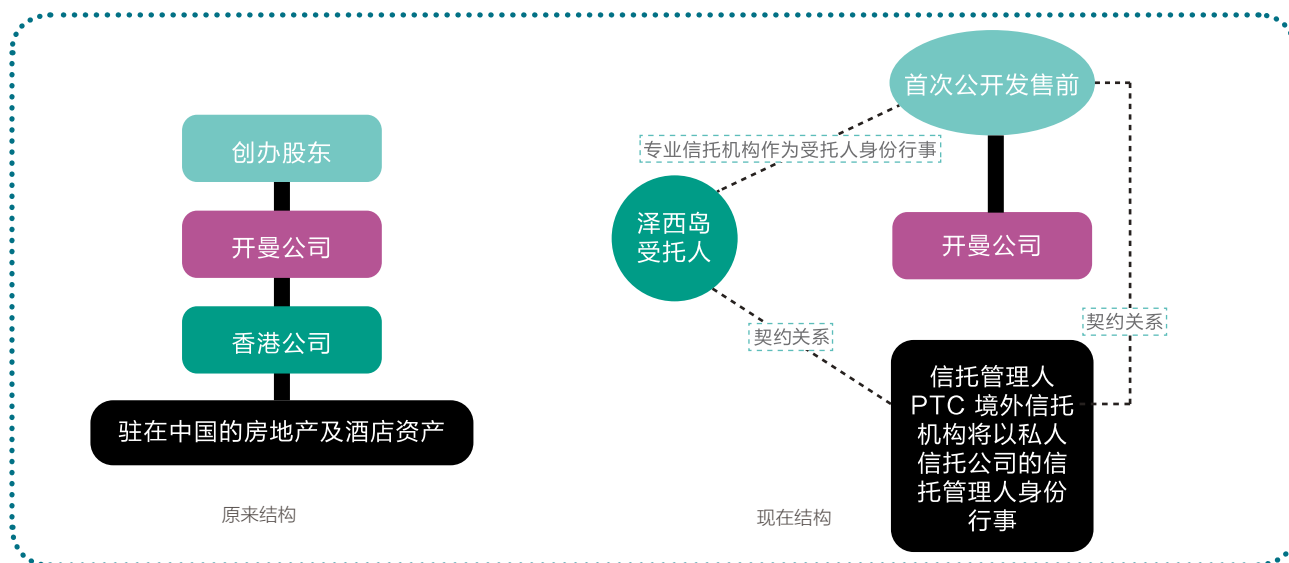 创办股东
开曼公司
香港公司
驻在中国的房地产及酒店资产
原来结构
首次公开发售前
专业信托机构作为受托人身份行事
泽西岛
受托人
开曼公司
契约关系
契约关系
信托管理人
PTC 境外信托
机构将以私人
信托公司的信
托管理人身份
行事
现在结构